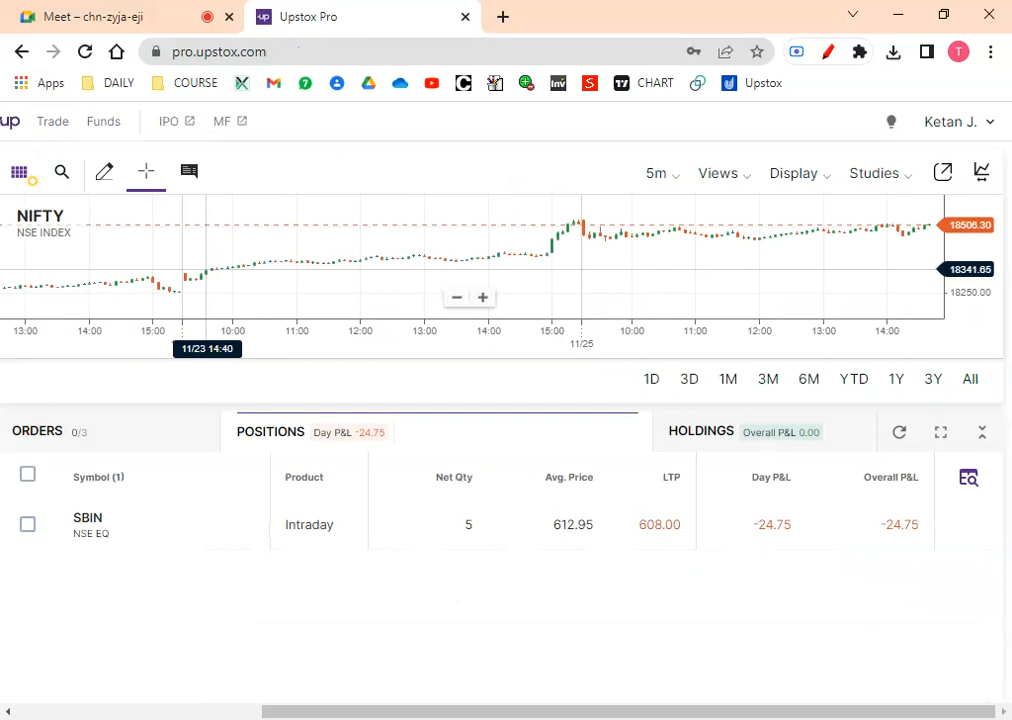 Meet – chn-zyja-eji
Upstox Pro
pro.upstox.com
T
Apps DAILY COURSE CHART Upstox
up Trade Funds IPO MF Ketan J.
5m Views Display Studies
NIFTY
NSE INDEX
18506.30
18341.65
18250.00
13:00 14:00 15:00 10:00 11:00 12:00 13:00 14:00 15:00 10:00 11:00 12:00 13:00 14:00
11/23 14:40
11/25
1D 3D 1M 3M 6M YTD 1Y 3Y All
ORDERS 0/3 POSITIONS Day P&L -24.75 HOLDINGS Overall P&L 0.00
Symbol (1) Product Net Qty Avg. Price LTP Day P&L Overall P&L
SBIN Intraday 5 612.95 608.00 -24.75 -24.75
NSE EQ